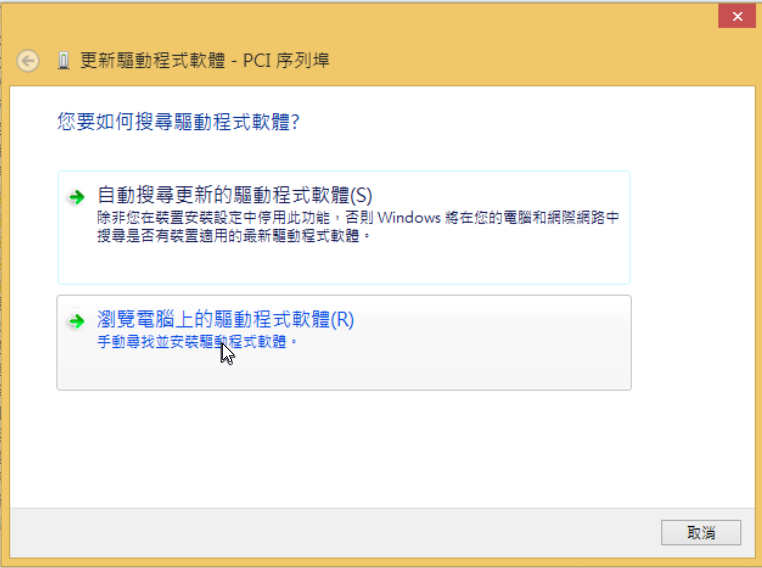 更新驅動程式軟體 - PCI 序列埠
您要如何搜尋驅動程式軟體?
自動搜尋更新的驅動程式軟體(S)
除非您在裝置安裝設定中停用此功能，否則 Windows 將在您的電腦和網際網路中
搜尋是否有裝置適用的最新驅動程式軟體。
瀏覽電腦上的驅動程式軟體(R)
手動尋找並安裝驅動程式軟體。
取消